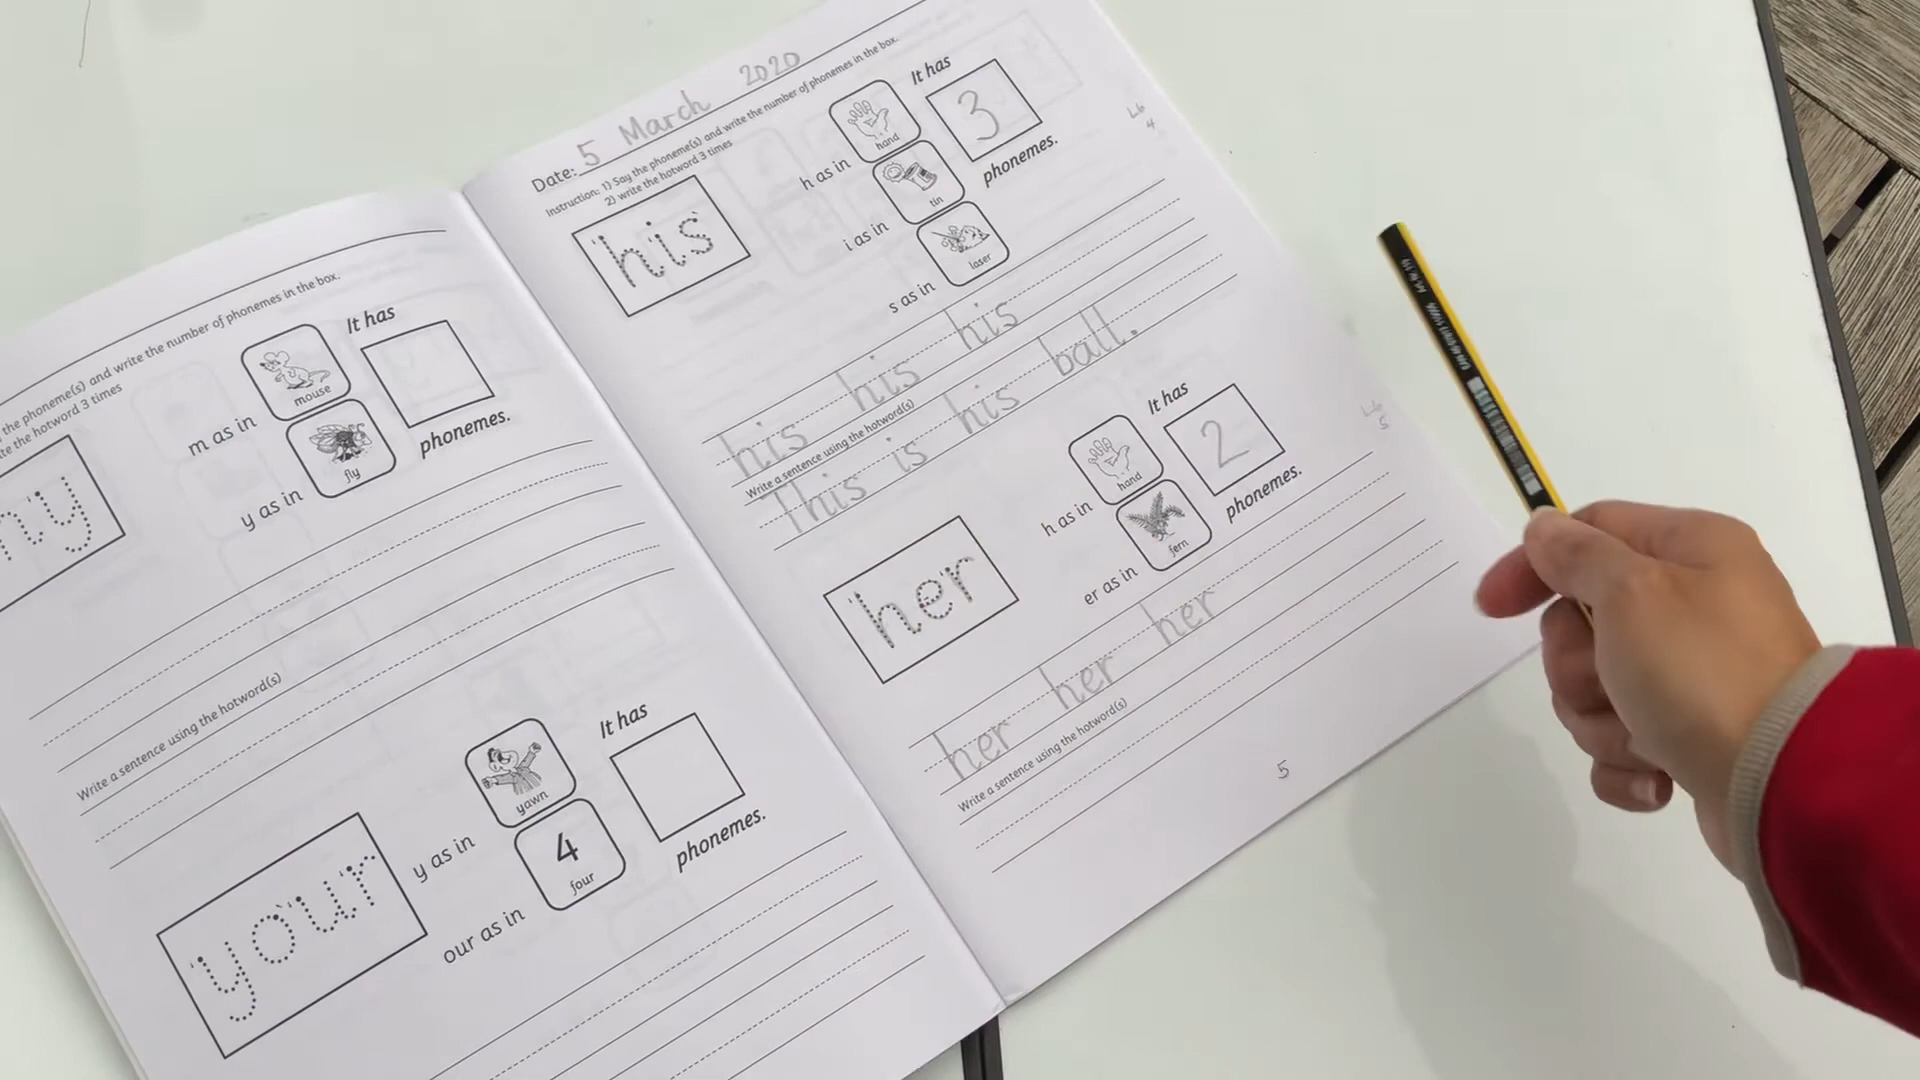 the phoneme(s) and write the number of phonemes in the box.
the hotword 3 times
It has
mouse
m as in
phonemes.
fly
y as in
my
Write a sentence using the hotword(s)
It has
yawn
y as in
4
four
phonemes.
our as in
your
Date: 5 March 2020
Instruction: 1) Say the phoneme(s) and write the number of phonemes in the box.
2) write the hotword 3 times
It has
his
hand
3
h as in
phonemes.
tin
i as in
laser
s as in
his his his
Write a sentence using the hotword(s)
This is his ball.
It has
her
hand
2
h as in
phonemes.
fern
er as in
her her her
Write a sentence using the hotword(s)
5